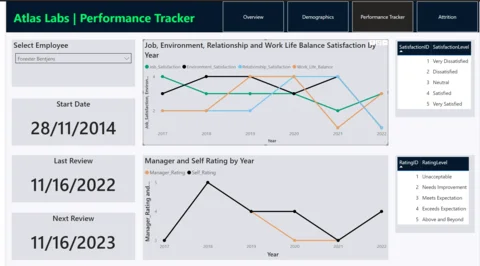 Atlas Labs | Performance Tracker
Overview
Demographics
Performance Tracker
Attrition
Select Employee
Start Date
28/11/2014
Last Review
11/16/2022
Next Review
11/16/2023
Job, Environment, Relationship and Work Life Balance Satisfaction by
Year
Job_Satisfaction Environment_Satisfaction Relationship_Satisfaction Work_Life_Balance
2017 2018 2019 2020 2021 2022
Year
Manager and Self Rating by Year
Manager_Rating Self_Rating
Manager_Rating and...
2017 2018 2019 2020 2021 2022
Year
SatisfactionID SatisfactionLevel
1 Very Dissatisfied
2 Dissatisfied
3 Neutral
4 Satisfied
5 Very Satisfied
RatingID RatingLevel
1 Unacceptable
2 Needs Improvement
3 Meets Expectation
4 Exceeds Expectation
5 Above and Beyond